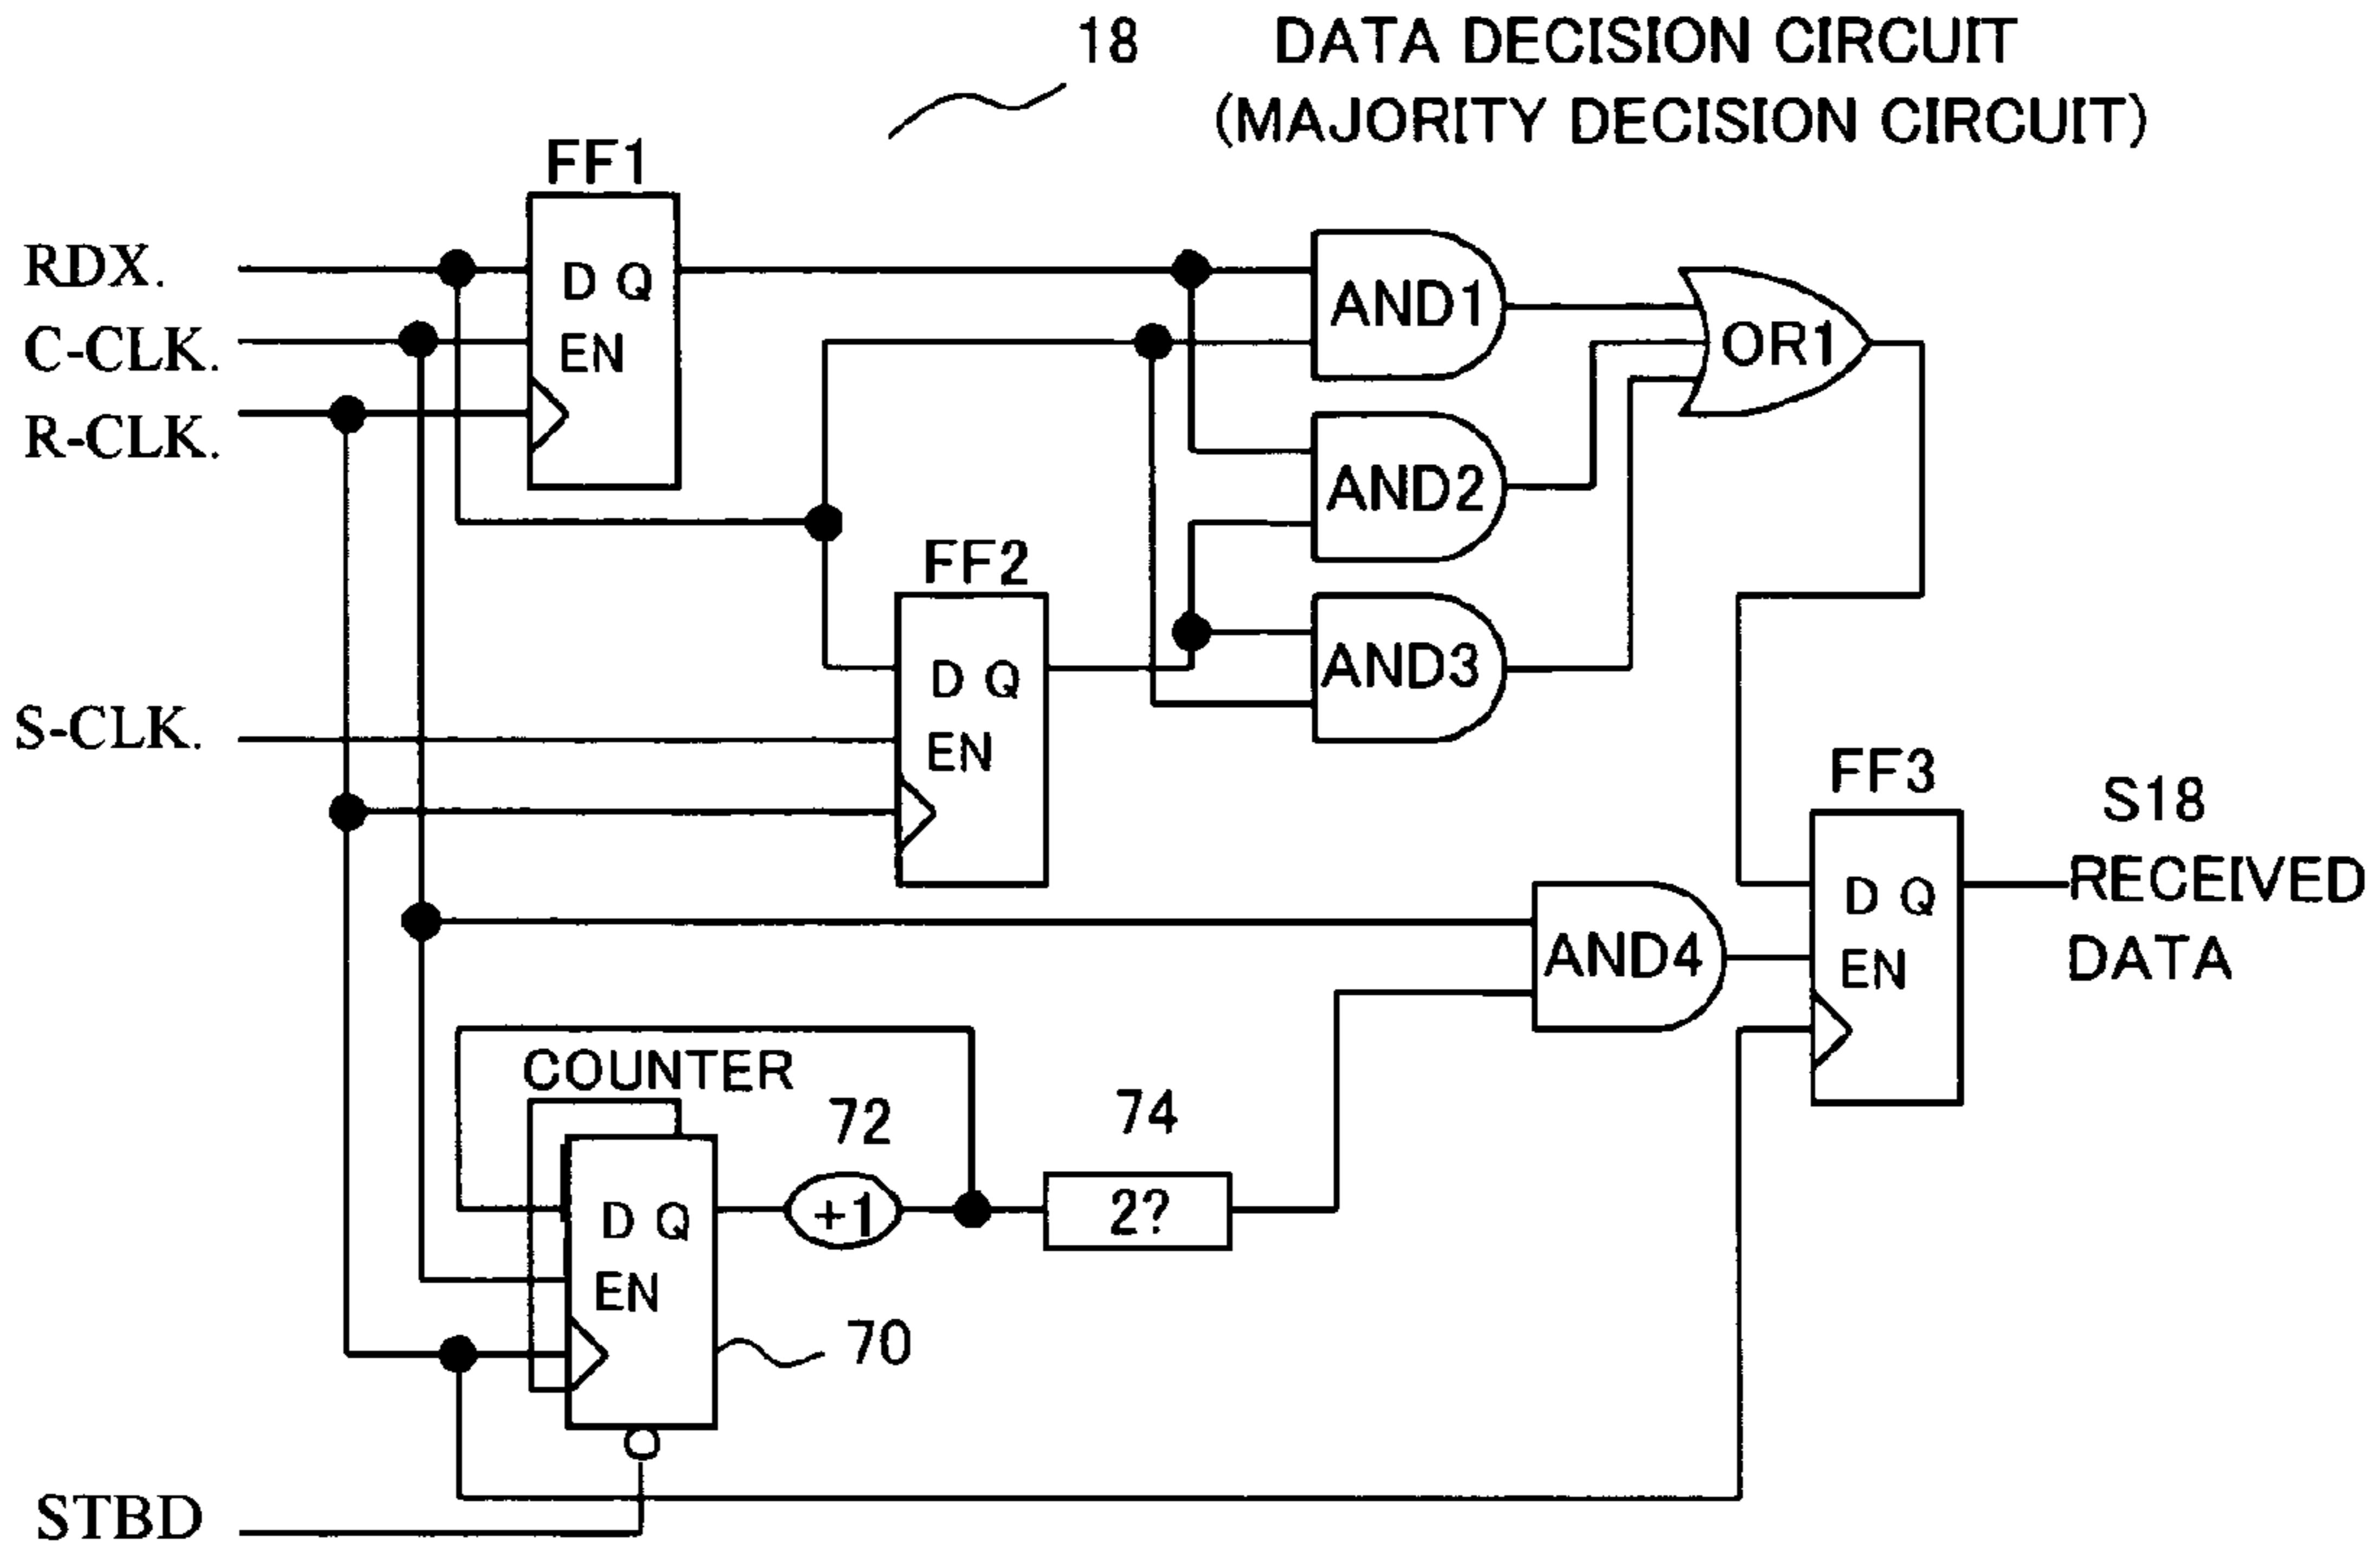 18 DATA DECISION CIRCUIT
(MAJORITY DECISION CIRCUIT)
FF1
RDX.
D Q
AND1
C-CLK.
EN
OR1
R-CLK.
AND2
FF2
D Q
AND3
S-CLK.
EN
FF3
S18
D Q
RECEIVED
AND4
EN
DATA
COUNTER
72
74
D Q
+1
2?
EN
70
STBD